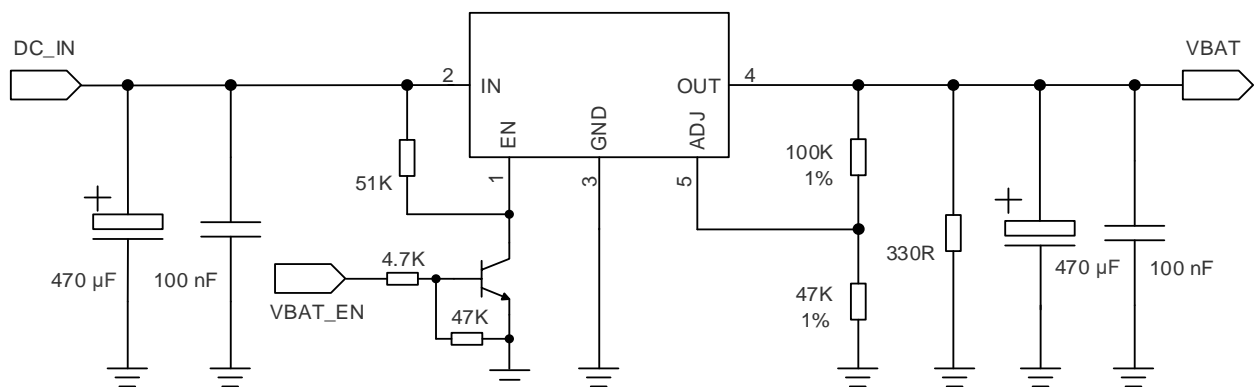 DC_IN
VBAT
2
IN
OUT
4
EN
GND
ADJ
1
3
5
51K
100K
1%
+
470 µF
100 nF
4.7K
VBAT_EN
47K
47K
1%
330R
+
470 µF
100 nF